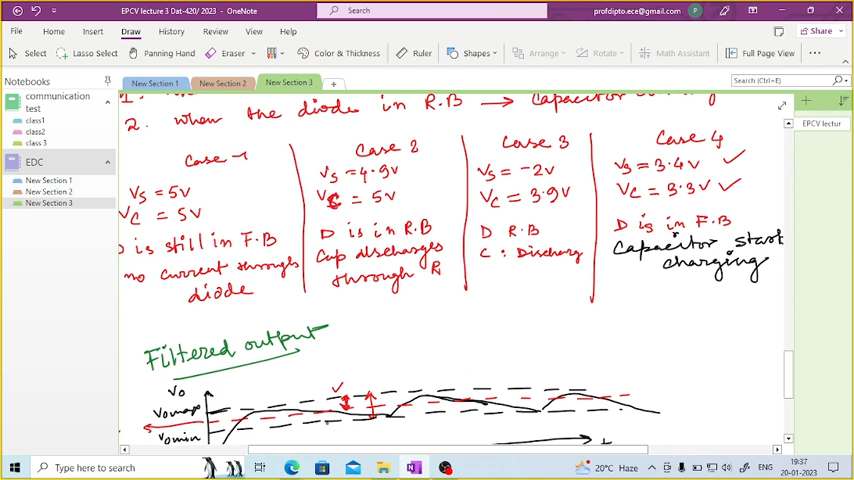 EPCV lecture 3 Dat-420/ 2023 - OneNote
Search
profdipto.ece@gmail.com
P
File
Home
Insert
Draw
History
Review
View
Help
Share
Select
Lasso Select
Panning Hand
Eraser
Color & Thickness
Ruler
Shapes
Arrange
Rotate
Math Assistant
Full Page View
Notebooks
New Section 1
New Section 2
New Section 3
Search (Ctrl+E)
communication
test
class1
class2
class3
EDC
New Section 1
New Section 2
New Section 3
EPCV lectur
1.
2. When the diode in R.B → Capacitor
Case -1
Vs = 5V
Vc = 5V
D is still in F.B
no current through
diode
Case 2
Vs = 4.9V
Vc = 5V
D is in R.B
Cap discharges
through R
Case 3
Vs = -2V
Vc = 3.9V
D R.B
C : Discharg
Case 4
Vs = 3.4V ✓
Vc = 3.3V ✓
D is in F.B
Capacitor start
charging
Filtered output
Vo
Vomax
Vomin
t
Type here to search
20°C Haze
ENG
19:37
20-01-2023